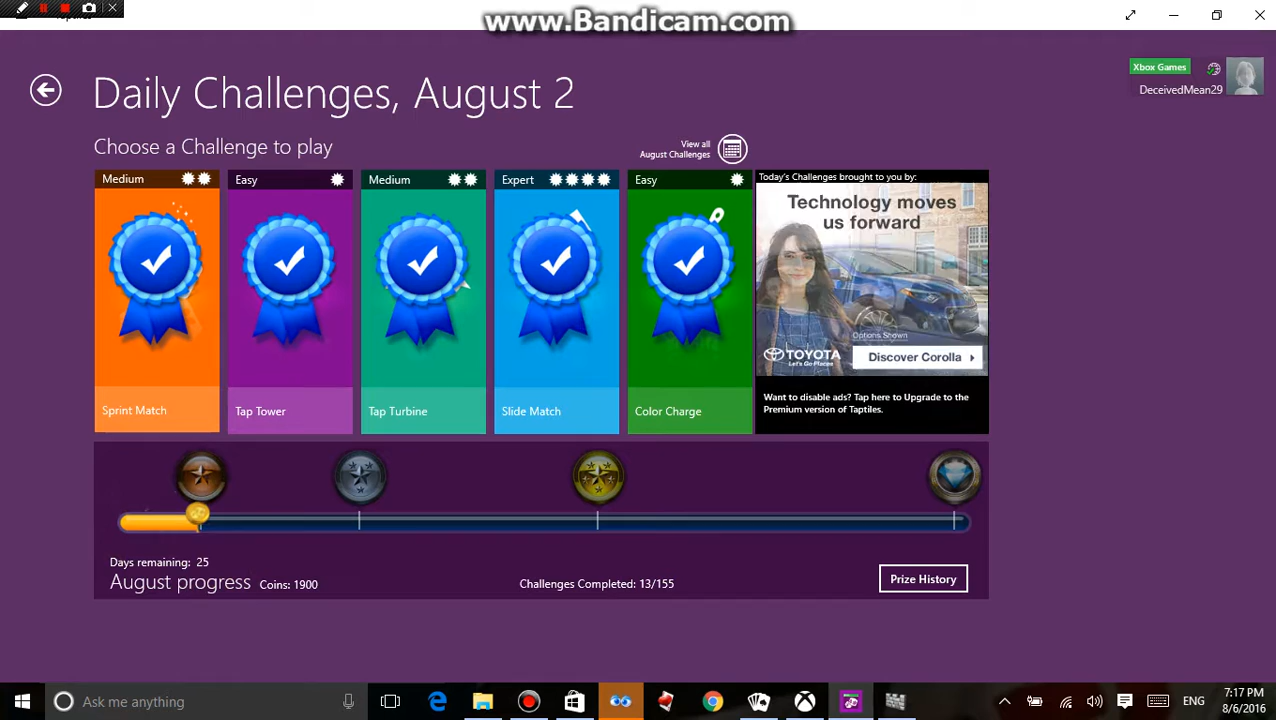 www.Bandicam.com
Daily Challenges, August 2
Xbox Games
DeceivedMean29
Choose a Challenge to play
View all
August Challenges
Medium
Easy
Medium
Expert
Easy
Today's Challenges brought to you by:
Technology moves
us forward
Options Shown
TOYOTA
Let's Go Places
Discover Corolla
Sprint Match
Tap Tower
Tap Turbine
Slide Match
Color Charge
Want to disable ads? Tap here to Upgrade to the
Premium version of Taptiles.
Days remaining: 25
August progress Coins: 1900
Challenges Completed: 13/155
Prize History
Ask me anything
ENG
7:17 PM
8/6/2016